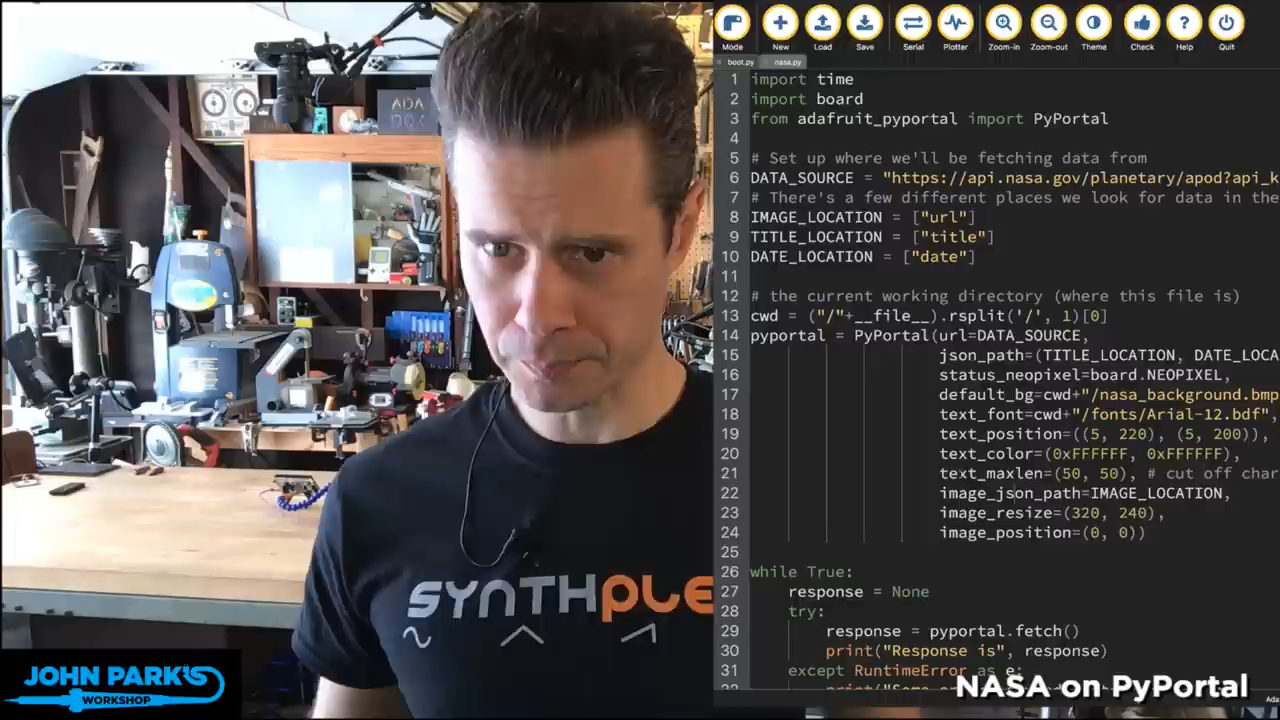 Mode
New
Load
Save
Serial
Plotter
Zoom-in
Zoom-out
Theme
Check
Help
Quit
boot.py
nasa.py
1 import time
2 import board
3 from adafruit_pyportal import PyPortal
4
5 # Set up where we'll be fetching data from
6 DATA_SOURCE = "https://api.nasa.gov/planetary/apod?api_k
7 # There's a few different places we look for data in the
8 IMAGE_LOCATION = ["url"]
9 TITLE_LOCATION = ["title"]
10 DATE_LOCATION = ["date"]
11
12 # the current working directory (where this file is)
13 cwd = ("/"+__file__).rsplit('/', 1)[0]
14 pyportal = PyPortal(url=DATA_SOURCE,
15 json_path=(TITLE_LOCATION, DATE_LOCA
16 status_neopixel=board.NEOPIXEL,
17 default_bg=cwd+"/nasa_background.bmp
18 text_font=cwd+"/fonts/Arial-12.bdf",
19 text_position=((5, 220), (5, 200)),
20 text_color=(0xFFFFFF, 0xFFFFFF),
21 text_maxlen=(50, 50), # cut off char
22 image_json_path=IMAGE_LOCATION,
23 image_resize=(320, 240),
24 image_position=(0, 0))
25
26 while True:
27 response = None
28 try:
29 response = pyportal.fetch()
30 print("Response is", response)
31 except RuntimeError as e:
ADA
SYNTHPLE
JOHN PARK'S
WORKSHOP
NASA on PyPortal
Ada